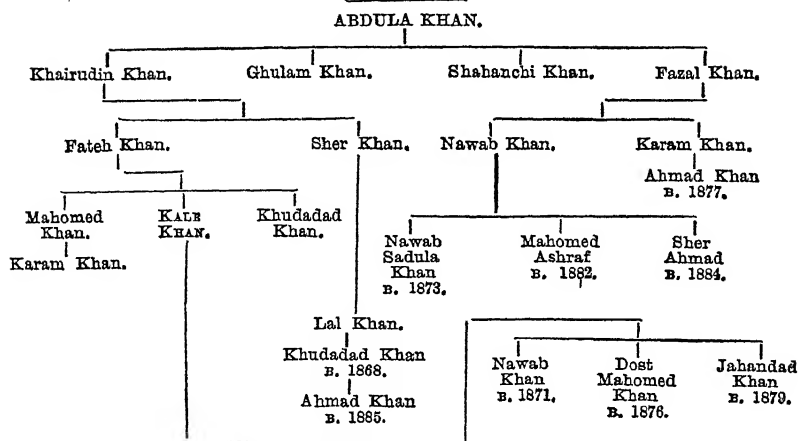 ABDULA KHAN.
Khairudin Khan. Ghulam Khan. Shahanchi Khan. Fazal Khan.
Fateh Khan. Sher Khan. Nawab Khan. Karam Khan.
Ahmad Khan
B. 1877.
Mahomed
Khan.
Karam Khan.
KALE
KHAN.
Khudadad
Khan.
Nawab
Sadula
Khan
B. 1873.
Mahomed
Ashraf
B. 1882.
Sher
Ahmad
B. 1884.
Lal Khan.
Khudadad Khan
B. 1868.
Ahmad Khan
B. 1885.
Nawab
Khan
B. 1871.
Dost
Mahomed
Khan
B. 1876.
Jahandad
Khan
B. 1879.